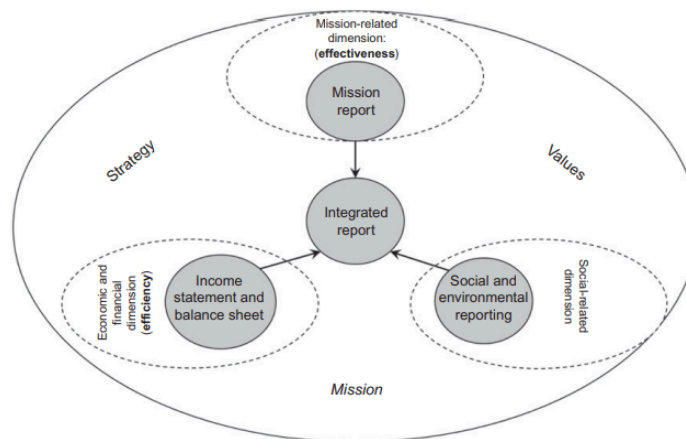 Mission-related
dimension:
(effectiveness)
Mission
report
Strategy
Values
Integrated
report
Economic and
financial
dimension
(efficiency)
Income
statement and
balance sheet
Social and
environmental
reporting
Social-related
dimension
Mission